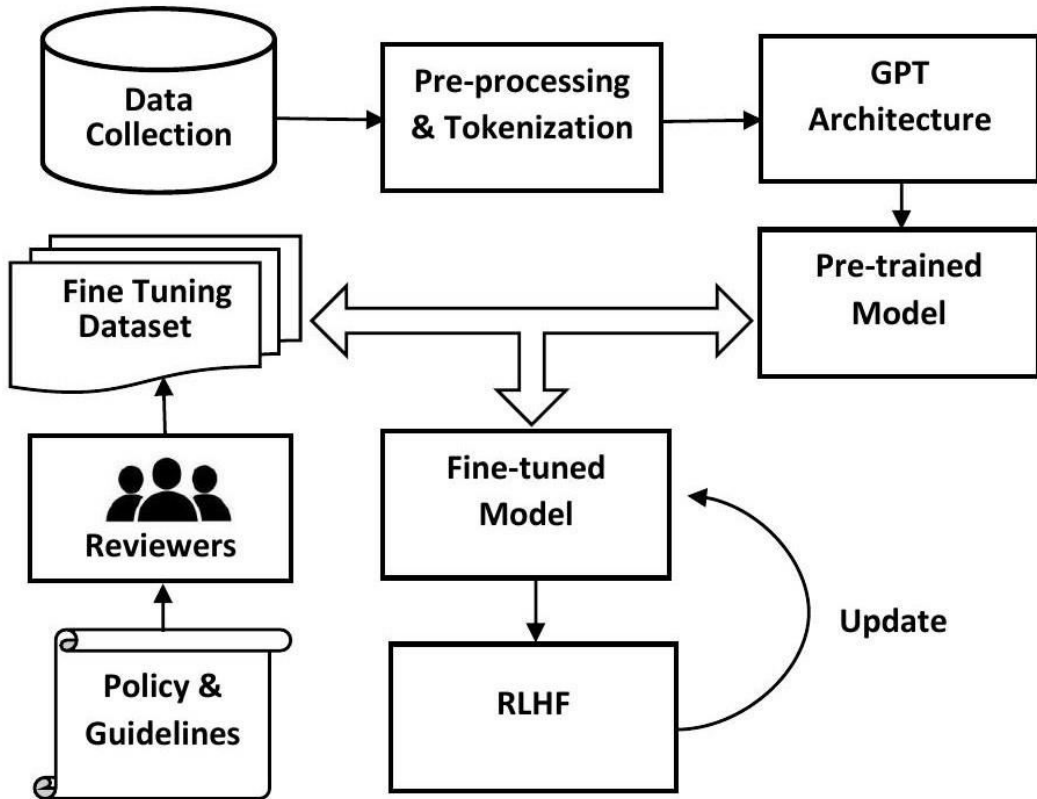 Data
Collection
Pre-processing
& Tokenization
GPT
Architecture
Pre-trained
Model
Fine Tuning
Dataset
Fine-tuned
Model
Reviewers
Update
Policy &
Guidelines
RLHF